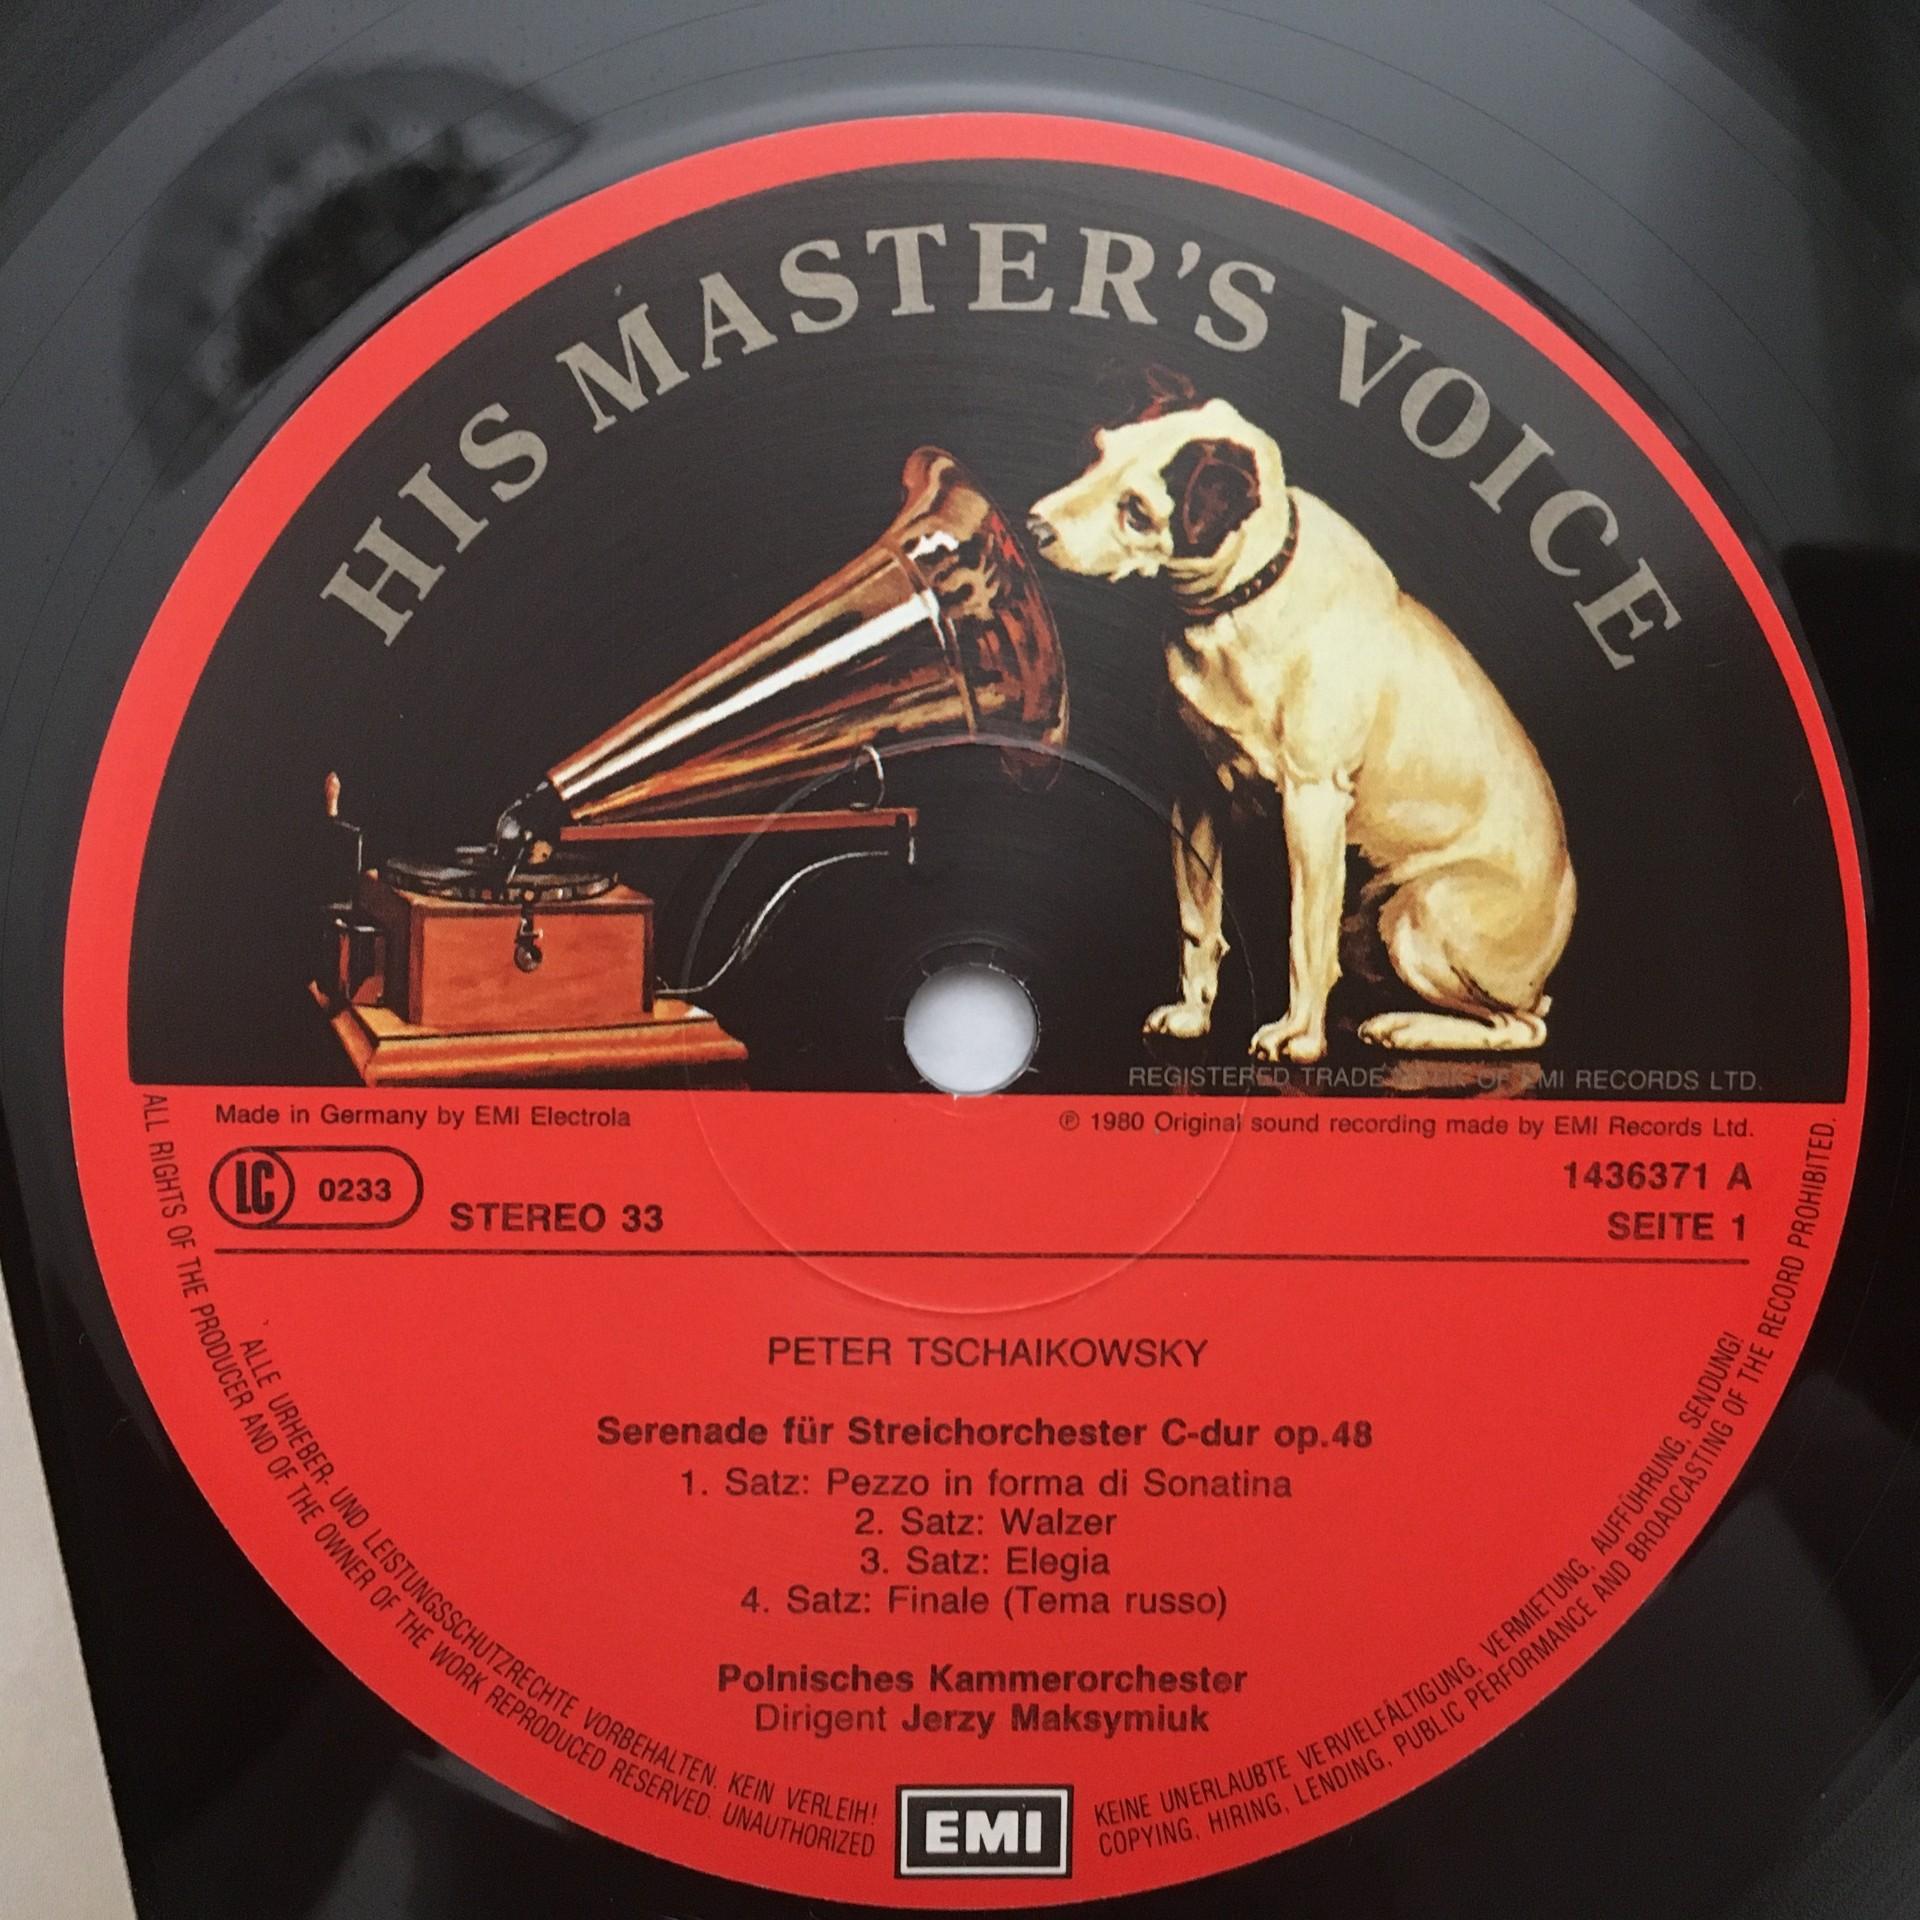 HIS MASTER'S VOICE
REGISTERED TRADE MARK OF EMI RECORDS LTD.
Made in Germany by EMI Electrola
℗ 1980 Original sound recording made by EMI Records Ltd.
LC 0233
STEREO 33
1436371 A
SEITE 1
PETER TSCHAIKOWSKY
Serenade für Streichorchester C-dur op.48
1. Satz: Pezzo in forma di Sonatina
2. Satz: Walzer
3. Satz: Elegia
4. Satz: Finale (Tema russo)
Polnisches Kammerorchester
Dirigent Jerzy Maksymiuk
EMI
ALLE URHEBER- UND LEISTUNGSSCHUTZRECHTE VORBEHALTEN. KEIN VERLEIH!
KEINE UNERLAUBTE VERVIELFÄLTIGUNG, VERMIETUNG, AUFFÜHRUNG, SENDUNG!
ALL RIGHTS OF THE PRODUCER AND OF THE OWNER OF THE WORK REPRODUCED RESERVED. UNAUTHORIZED
COPYING, HIRING, LENDING, PUBLIC PERFORMANCE AND BROADCASTING OF THE RECORD PROHIBITED.